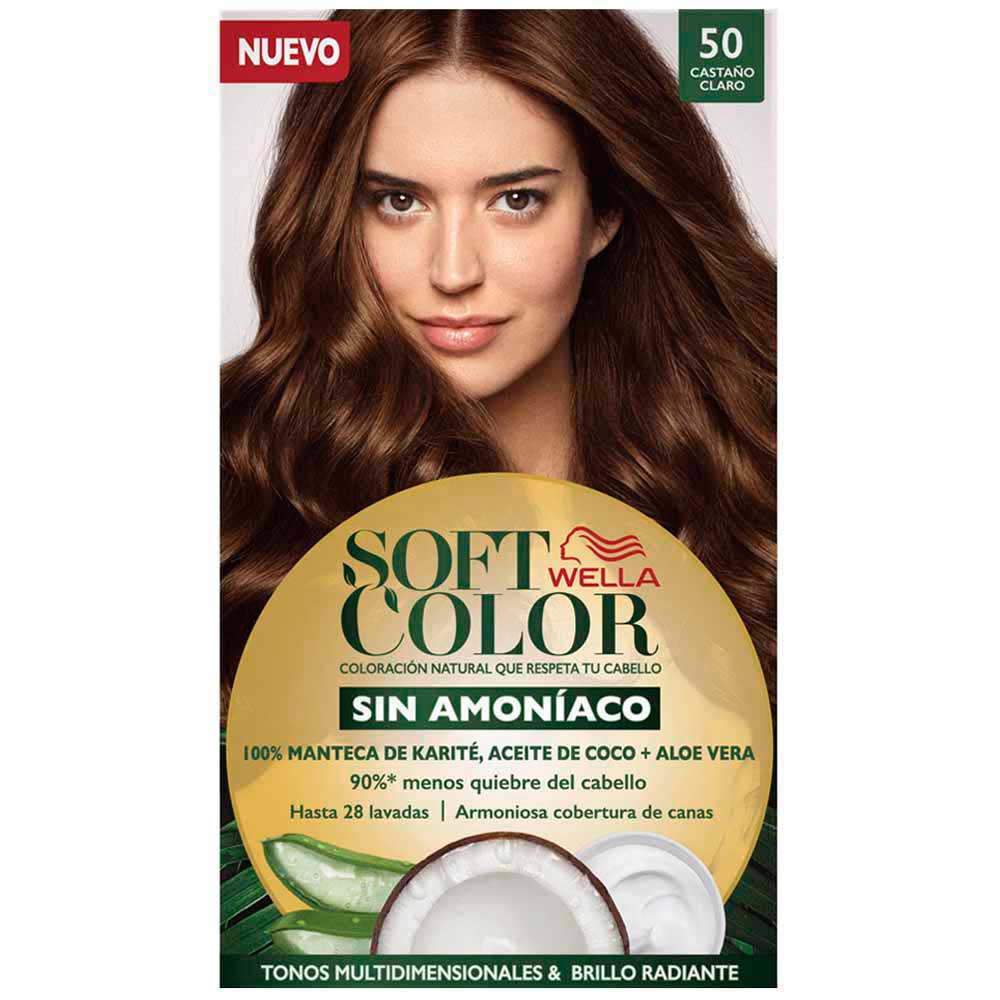 NUEVO
50
CASTAÑO
CLARO
SOFT
WELLA
COLOR
COLORACIÓN NATURAL QUE RESPETA TU CABELLO
SIN AMONÍACO
100% MANTECA DE KARITÉ, ACEITE DE COCO + ALOE VERA
90%* menos quiebre del cabello
Hasta 28 lavadas | Armoniosa cobertura de canas
TONOS MULTIDIMENSIONALES & BRILLO RADIANTE